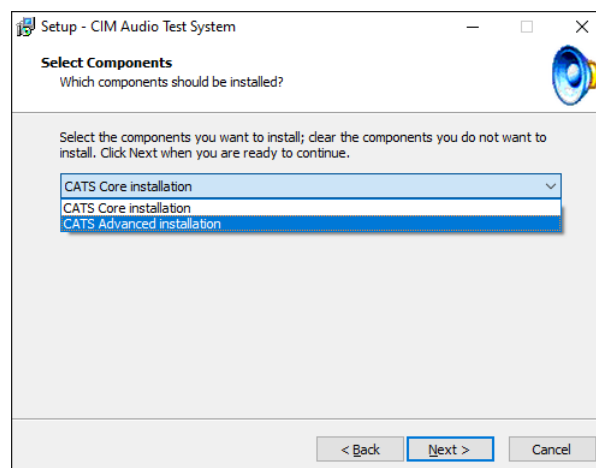 Setup - CIM Audio Test System
Select Components
Which components should be installed?
Select the components you want to install; clear the components you do not want to
install. Click Next when you are ready to continue.
CATS Core installation
CATS Core installation
CATS Advanced installation
< Back
Next >
Cancel